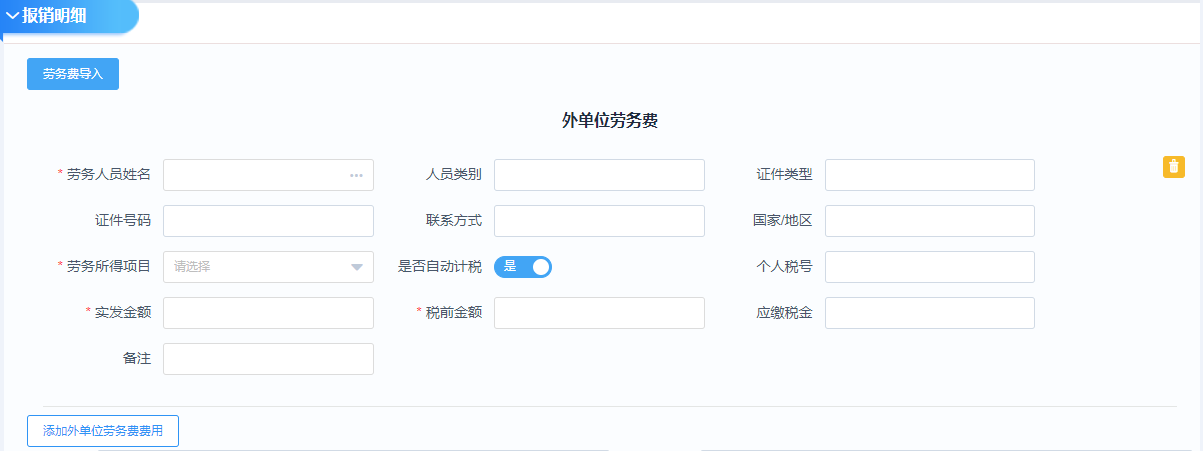 报销明细
劳务费导入
外单位劳务费
* 劳务人员姓名 ··· 人员类别 证件类型
证件号码 联系方式 国家/地区
* 劳务所得项目 请选择 是否自动计税 是 个人税号
* 实发金额 * 税前金额 应缴税金
备注
添加外单位劳务费费用